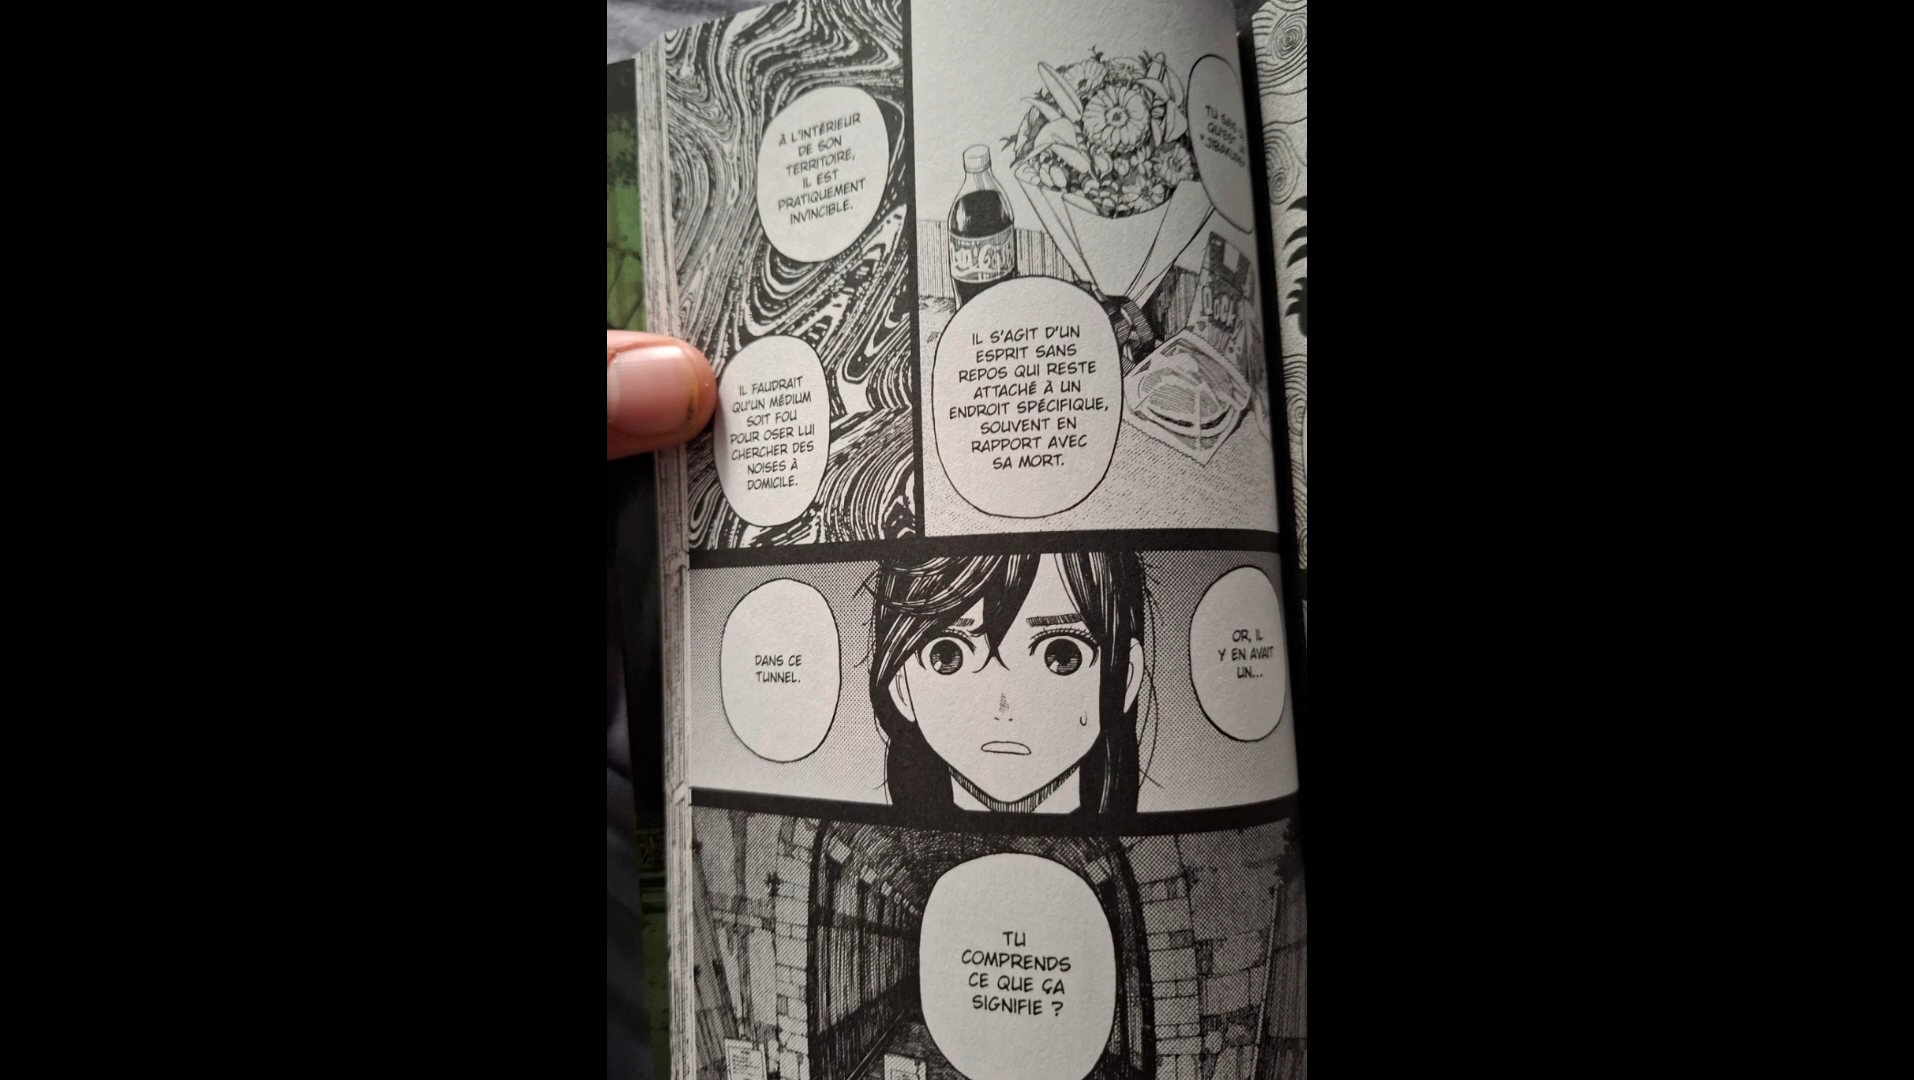 TU SAIS
QU'EST
IL S'AGIT D'UN
ESPRIT SANS
REPOS QUI RESTE
ATTACHÉ À UN
ENDROIT SPÉCIFIQUE,
SOUVENT EN
RAPPORT AVEC
SA MORT.
À L'INTÉRIEUR
DE SON
TERRITOIRE,
IL EST
PRATIQUEMENT
INVINCIBLE.
IL FAUDRAIT
QU'UN MÉDIUM
SOIT FOU
POUR OSER LUI
CHERCHER DES
NOISES À
DOMICILE.
OR, IL
Y EN AVAIT
UN...
DANS CE
TUNNEL.
TU
COMPRENDS
CE QUE ÇA
SIGNIFIE ?